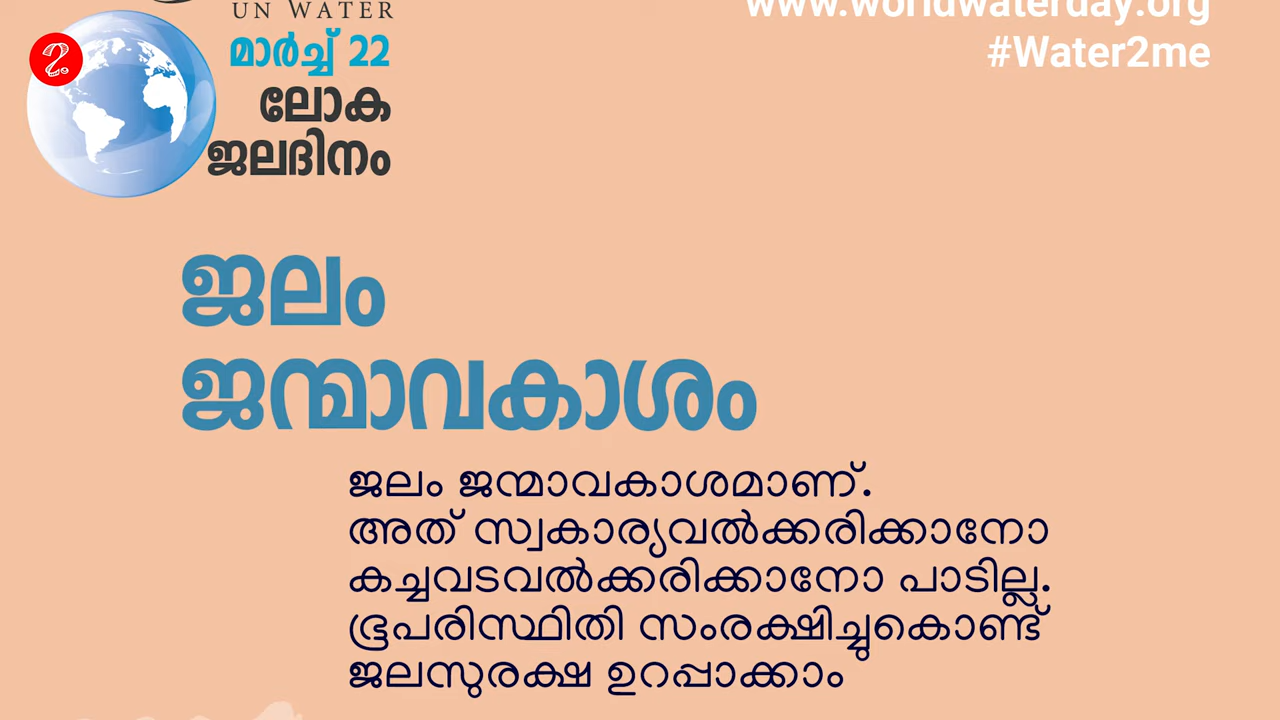 UN WATER
മാർച്ച് 22
ലോക
ജലദിനം
www.worldwaterday.org
#Water2me
ജലം
ജന്മാവകാശം
ജലം ജന്മാവകാശമാണ്.
അത് സ്വകാര്യവൽക്കരിക്കാനോ
കച്ചവടവൽക്കരിക്കാനോ പാടില്ല.
ഭൂപരിസ്ഥിതി സംരക്ഷിച്ചുകൊണ്ട്
ജലസുരക്ഷ ഉറപ്പാക്കാം